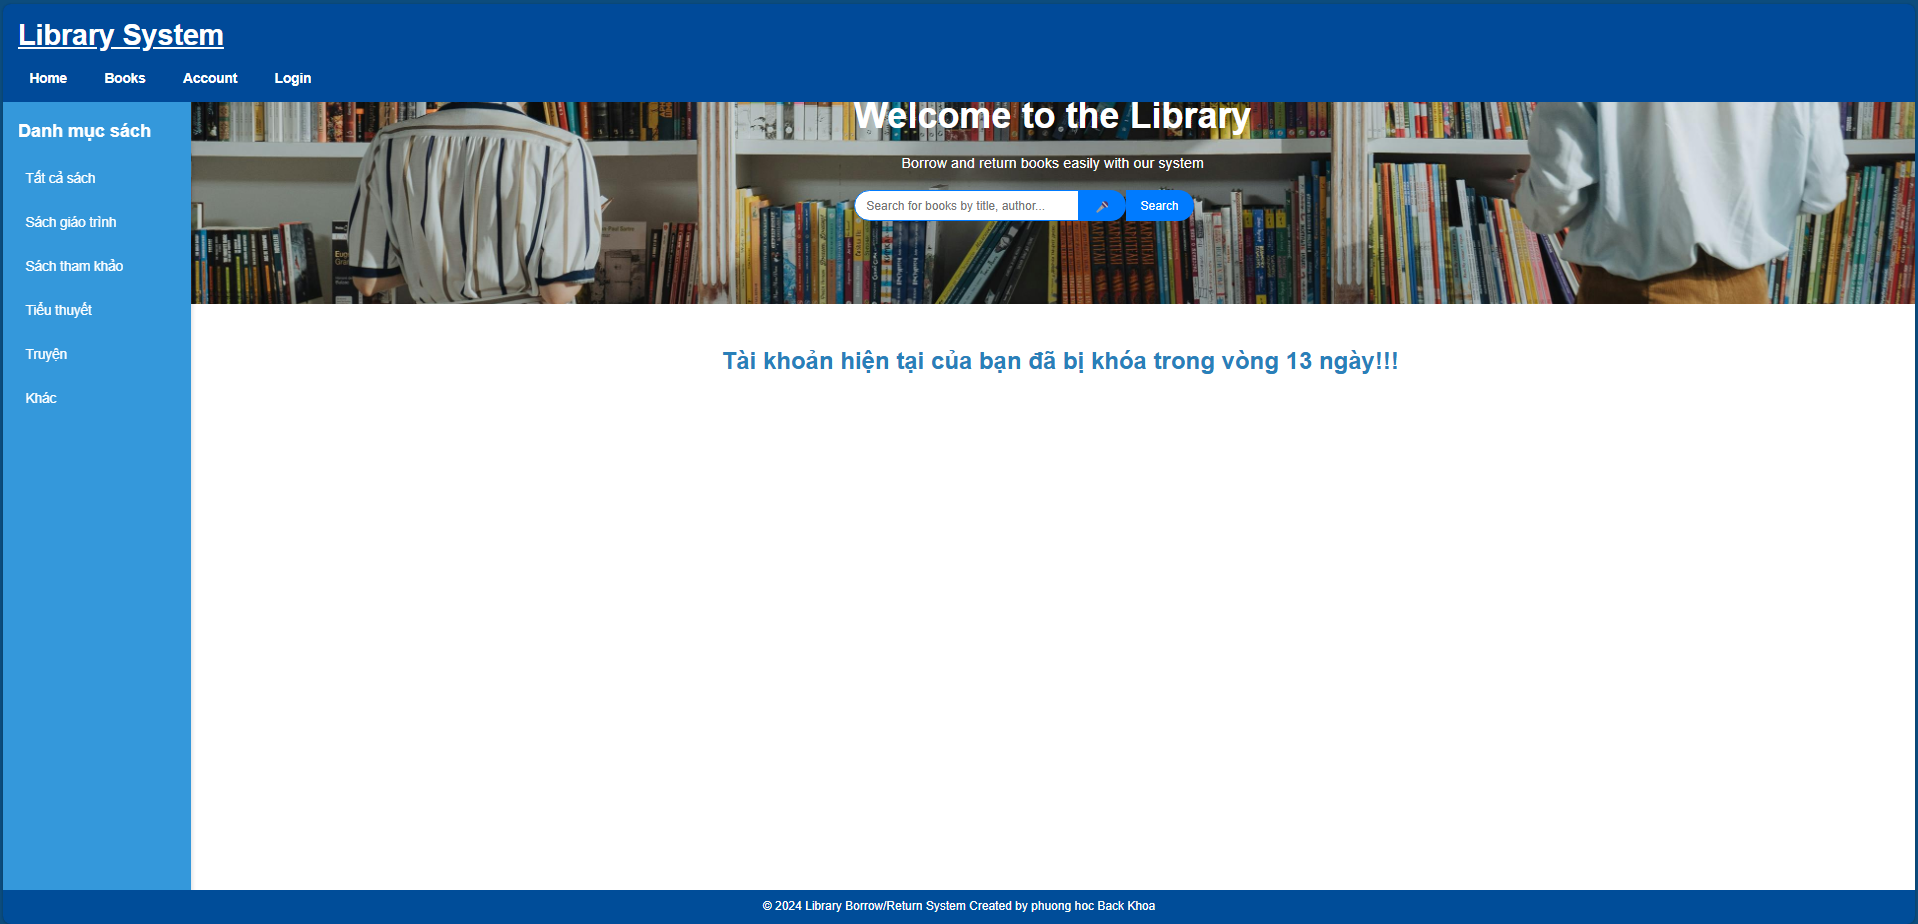 Library System
Home Books Account Login
Danh mục sách
Tất cả sách
Sách giáo trình
Sách tham khảo
Tiểu thuyết
Truyện
Khác
Welcome to the Library
Borrow and return books easily with our system
Search for books by title, author... Search
Tài khoản hiện tại của bạn đã bị khóa trong vòng 13 ngày!!!
© 2024 Library Borrow/Return System Created by phuong hoc Back Khoa